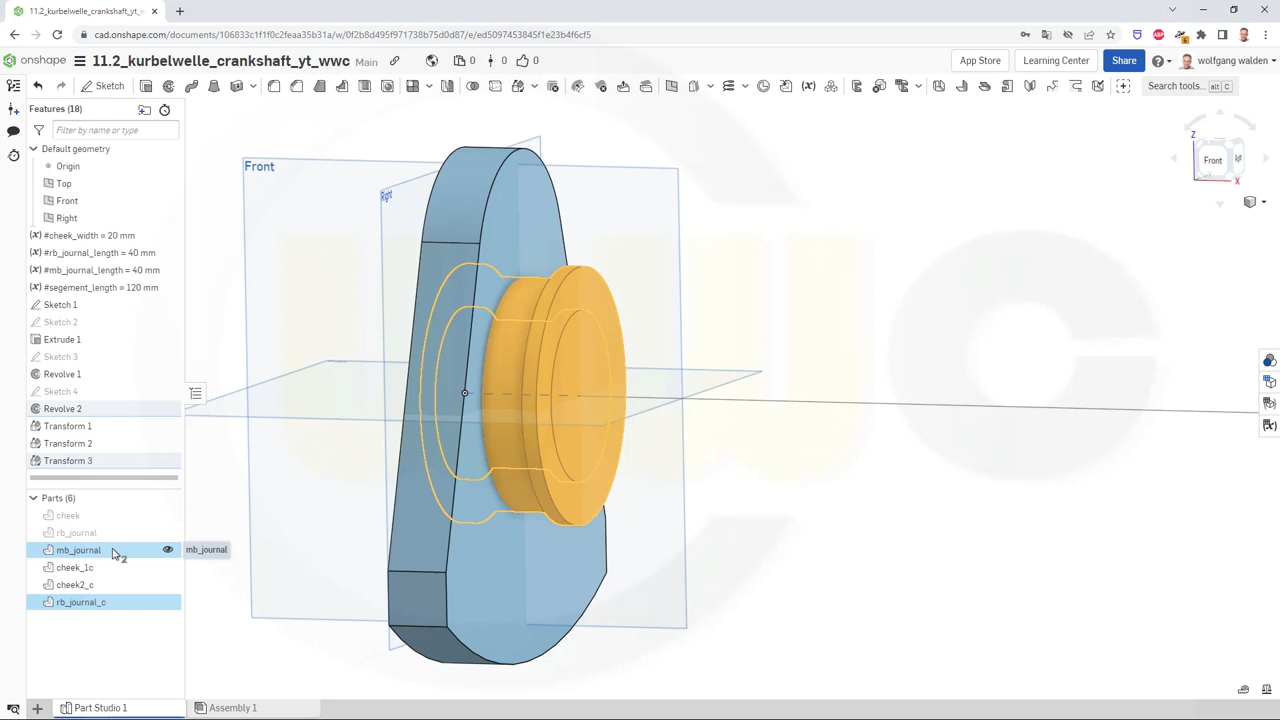 11.2_kurbelwelle_crankshaft_yt
cad.onshape.com/documents/106833c1f1f0c2feaa35b31a/w/0f2b8d495f971738b75d0d87/e/ed5097453845f1e23b4f6cf5
onshape
11.2_kurbelwelle_crankshaft_yt_wwc
Main
0
0
0
App Store
Learning Center
Share
wolfgang walden
Sketch
Search tools...
alt
C
Features (18)
Filter by name or type
Default geometry
Origin
Top
Front
Right
#cheek_width = 20 mm
#rb_journal_length = 40 mm
#mb_journal_length = 40 mm
#segement_length = 120 mm
Sketch 1
Sketch 2
Extrude 1
Sketch 3
Revolve 1
Sketch 4
Revolve 2
Transform 1
Transform 2
Transform 3
Parts (6)
cheek
rb_journal
mb_journal
mb_journal
cheek_1c
cheek2_c
rb_journal_c
Front
Right
Z
Front
X
Part Studio 1
Assembly 1